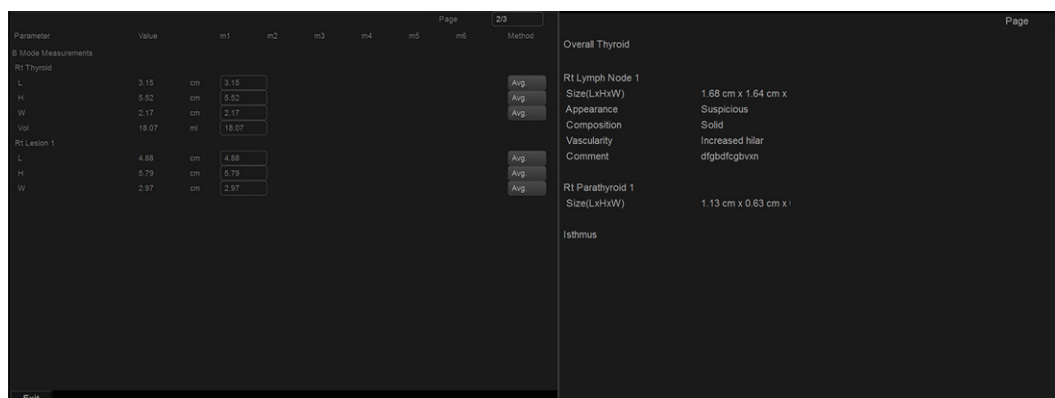 Page 2/3
Parameter Value m1 m2 m3 m4 m5 m6 Method
B Mode Measurements
Rt Thyroid
L 3.15 cm 3.15 Avg.
H 5.52 cm 5.52 Avg.
W 2.17 cm 2.17 Avg.
Vol 18.07 ml 18.07
Rt Lesion 1
L 4.88 cm 4.88 Avg.
H 5.79 cm 5.79 Avg.
W 2.97 cm 2.97 Avg.
Exit
Page
Overall Thyroid
Rt Lymph Node 1
Size(LxHxW) 1.68 cm x 1.64 cm x
Appearance Suspicious
Composition Solid
Vascularity Increased hilar
Comment dfgbdfcgbvxn
Rt Parathyroid 1
Size(LxHxW) 1.13 cm x 0.63 cm x
Isthmus